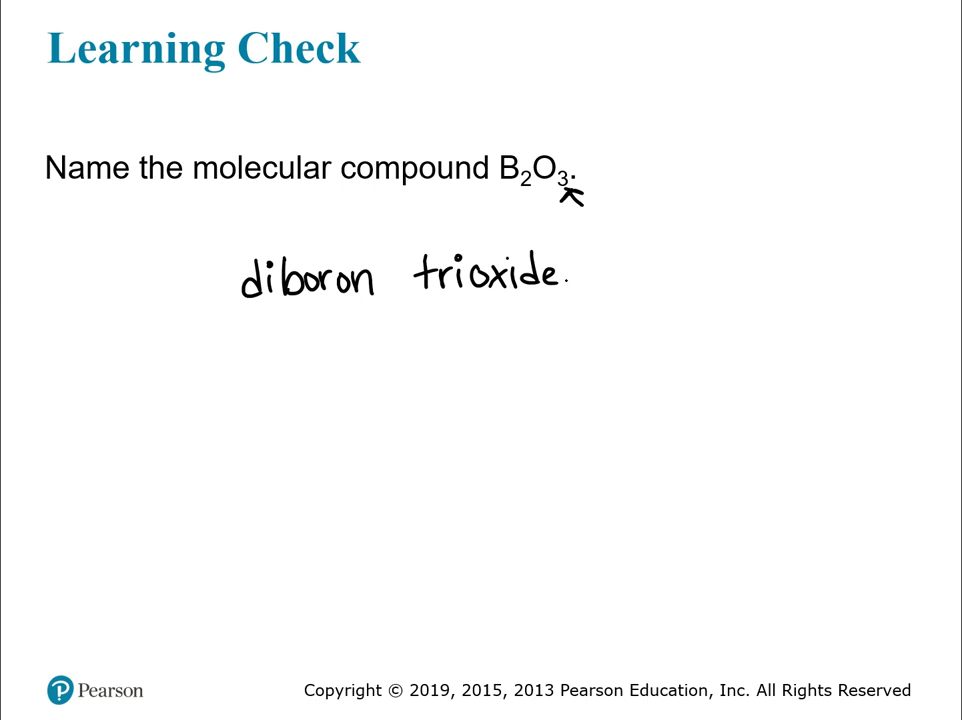 Learning Check
Name the molecular compound B₂O₃.
diboron trioxide.
Pearson
Copyright © 2019, 2015, 2013 Pearson Education, Inc. All Rights Reserved